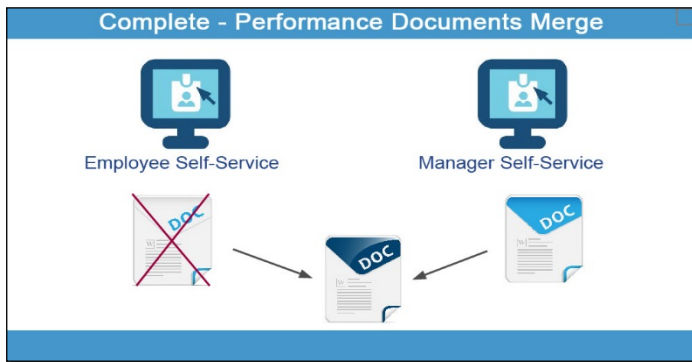 Complete - Performance Documents Merge
Employee Self-Service
Manager Self-Service
DOC
DOC
DOC
W
W
W